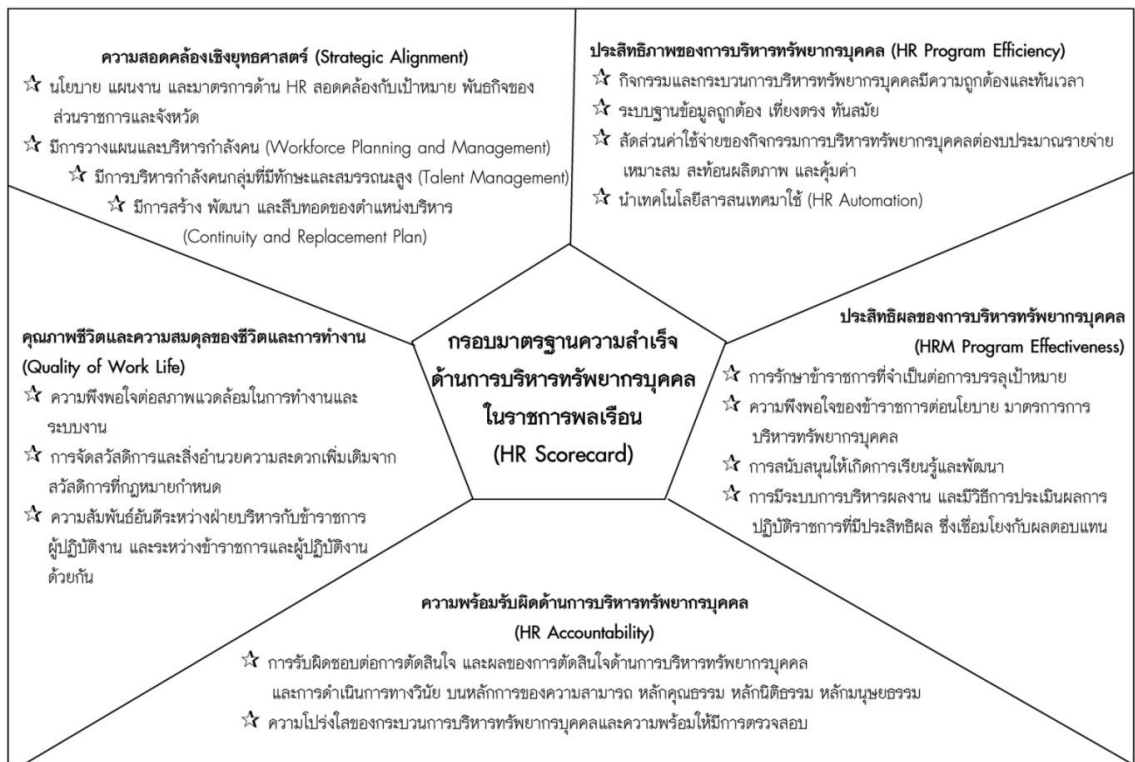 ความสอดคล้องเชิงยุทธศาสตร์ (Strategic Alignment)
☆ นโยบาย แผนงาน และมาตรการด้าน HR สอดคล้องกับเป้าหมาย พันธกิจของ
ส่วนราชการและจังหวัด
☆ มีการวางแผนและบริหารกำลังคน (Workforce Planning and Management)
☆ มีการบริหารกำลังคนกลุ่มที่มีทักษะและสมรรถนะสูง (Talent Management)
☆ มีการสร้าง พัฒนา และสืบทอดของตำแหน่งบริหาร
(Continuity and Replacement Plan)
ประสิทธิภาพของการบริหารทรัพยากรบุคคล (HR Program Efficiency)
☆ กิจกรรมและกระบวนการบริหารทรัพยากรบุคคลมีความถูกต้องและทันเวลา
☆ ระบบฐานข้อมูลถูกต้อง เที่ยงตรง ทันสมัย
☆ สัดส่วนค่าใช้จ่ายของกิจกรรมการบริหารทรัพยากรบุคคลต่องบประมาณรายจ่าย
เหมาะสม สะท้อนผลิตภาพ และคุ้มค่า
☆ นำเทคโนโลยีสารสนเทศมาใช้ (HR Automation)
คุณภาพชีวิตและความสมดุลของชีวิตและการทำงาน
(Quality of Work Life)
☆ ความพึงพอใจต่อสภาพแวดล้อมในการทำงานและ
ระบบงาน
☆ การจัดสวัสดิการและสิ่งอำนวยความสะดวกเพิ่มเติมจาก
สวัสดิการที่กฎหมายกำหนด
☆ ความสัมพันธ์อันดีระหว่างฝ่ายบริหารกับข้าราชการ
ผู้ปฏิบัติงาน และระหว่างข้าราชการและผู้ปฏิบัติงาน
ด้วยกัน
กรอบมาตรฐานความสำเร็จ
ด้านการบริหารทรัพยากรบุคคล
ในราชการพลเรือน
(HR Scorecard)
ประสิทธิผลของการบริหารทรัพยากรบุคคล
(HRM Program Effectiveness)
☆ การรักษาข้าราชการที่จำเป็นต่อการบรรลุเป้าหมาย
☆ ความพึงพอใจของข้าราชการต่อนโยบาย มาตรการการ
บริหารทรัพยากรบุคคล
☆ การสนับสนุนให้เกิดการเรียนรู้และพัฒนา
☆ การมีระบบการบริหารผลงาน และมีวิธีการประเมินผลการ
ปฏิบัติราชการที่มีประสิทธิผล ซึ่งเชื่อมโยงกับผลตอบแทน
ความพร้อมรับผิดด้านการบริหารทรัพยากรบุคคล
(HR Accountability)
☆ การรับผิดชอบต่อการตัดสินใจ และผลของการตัดสินใจด้านการบริหารทรัพยากรบุคคล
และการดำเนินการทางวินัย บนหลักการของความสามารถ หลักคุณธรรม หลักนิติธรรม หลักมนุษยธรรม
☆ ความโปร่งใสของกระบวนการบริหารทรัพยากรบุคคลและความพร้อมให้มีการตรวจสอบ